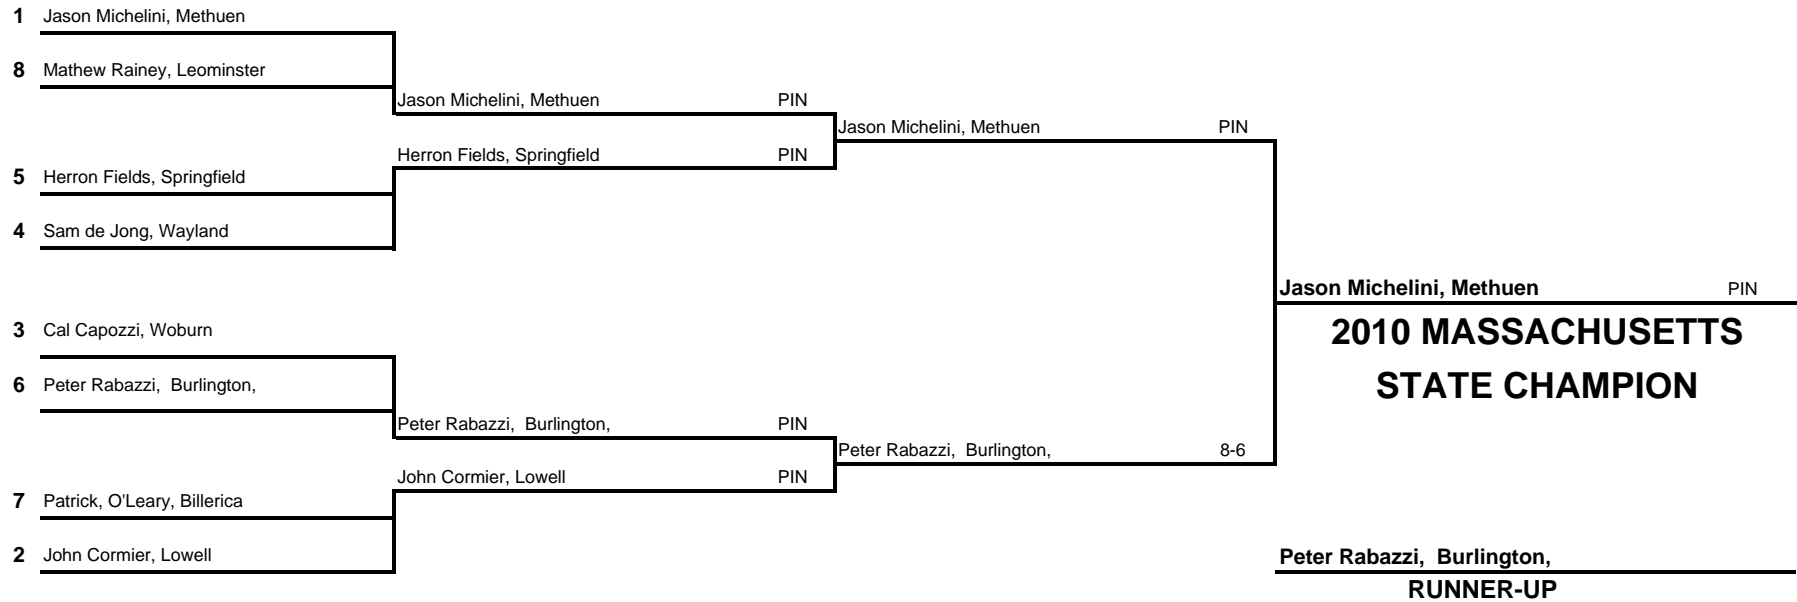 1 Jason Michelini, Methuen
8 Mathew Rainey, Leominster
Jason Michelini, Methuen PIN
Jason Michelini, Methuen PIN
Herron Fields, Springfield PIN
5 Herron Fields, Springfield
4 Sam de Jong, Wayland
Jason Michelini, Methuen PIN
2010 MASSACHUSETTS
STATE CHAMPION
3 Cal Capozzi, Woburn
6 Peter Rabazzi,  Burlington,
Peter Rabazzi,  Burlington, PIN
Peter Rabazzi,  Burlington, 8-6
John Cormier, Lowell PIN
7 Patrick, O'Leary, Billerica
2 John Cormier, Lowell
Peter Rabazzi,  Burlington,
RUNNER-UP